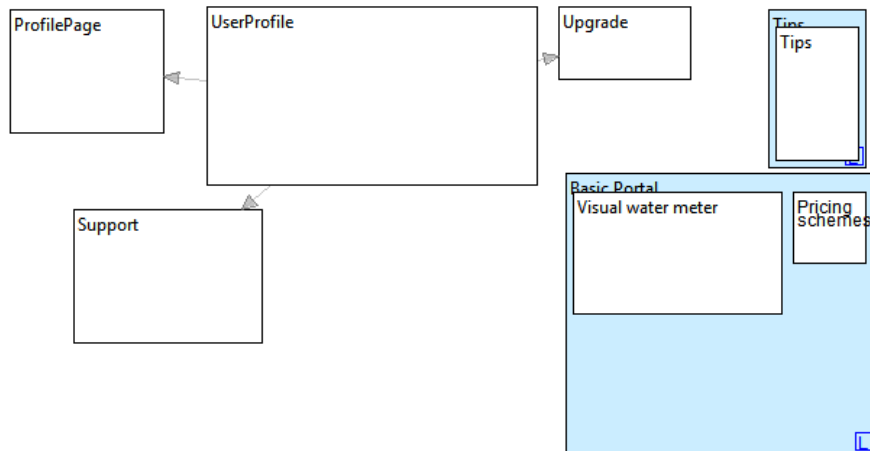 ProfilePage
UserProfile
Upgrade
Tips
Tips
Support
Basic Portal
Visual water meter
Pricing
schemes
L
L